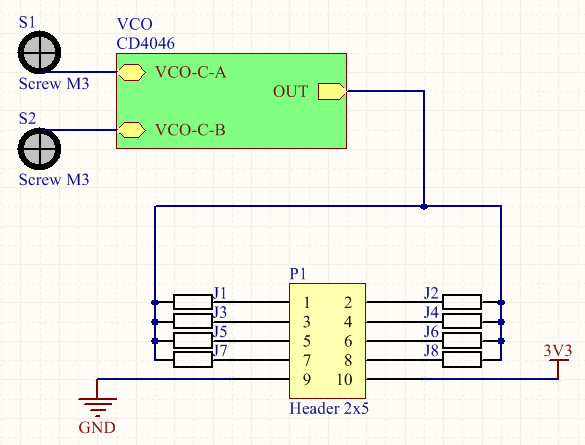 S1
VCO
CD4046
VCO-C-A
Screw M3
OUT
S2
VCO-C-B
Screw M3
P1
J1
J2
1
2
J3
J4
3
4
J5
J6
5
6
J7
J8
7
8
3V3
9
10
Header 2x5
GND